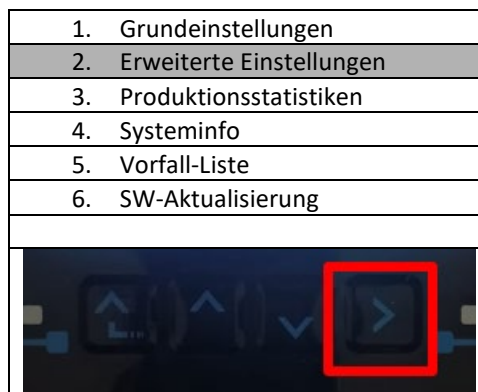 1. Grundeinstellungen
2. Erweiterte Einstellungen
3. Produktionsstatistiken
4. Systeminfo
5. Vorfall-Liste
6. SW-Aktualisierung